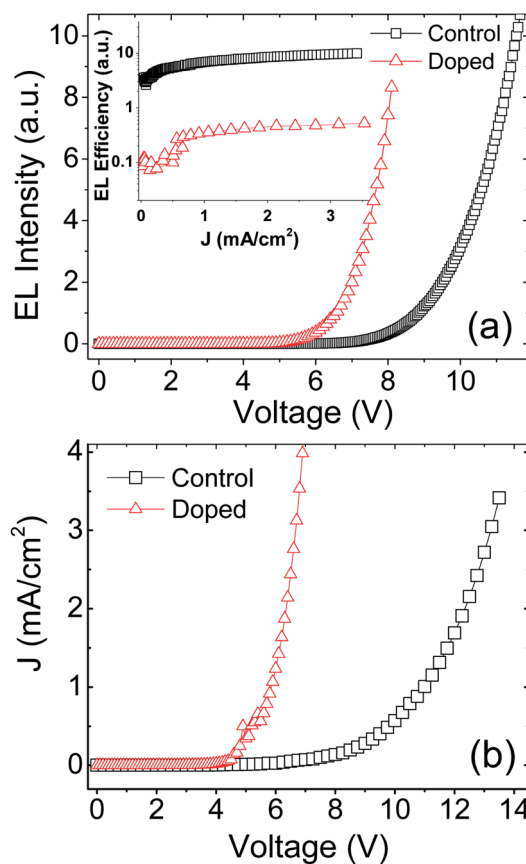 10
8
6
4
2
0
EL Intensity (a.u.)
10
1
0.1
EL Efficiency (a.u.)
0 1 2 3
J (mA/cm²)
Control
Doped
(a)
0 2 4 6 8 10
Voltage (V)
4
3
2
1
0
J (mA/cm²)
Control
Doped
(b)
0 2 4 6 8 10 12 14
Voltage (V)